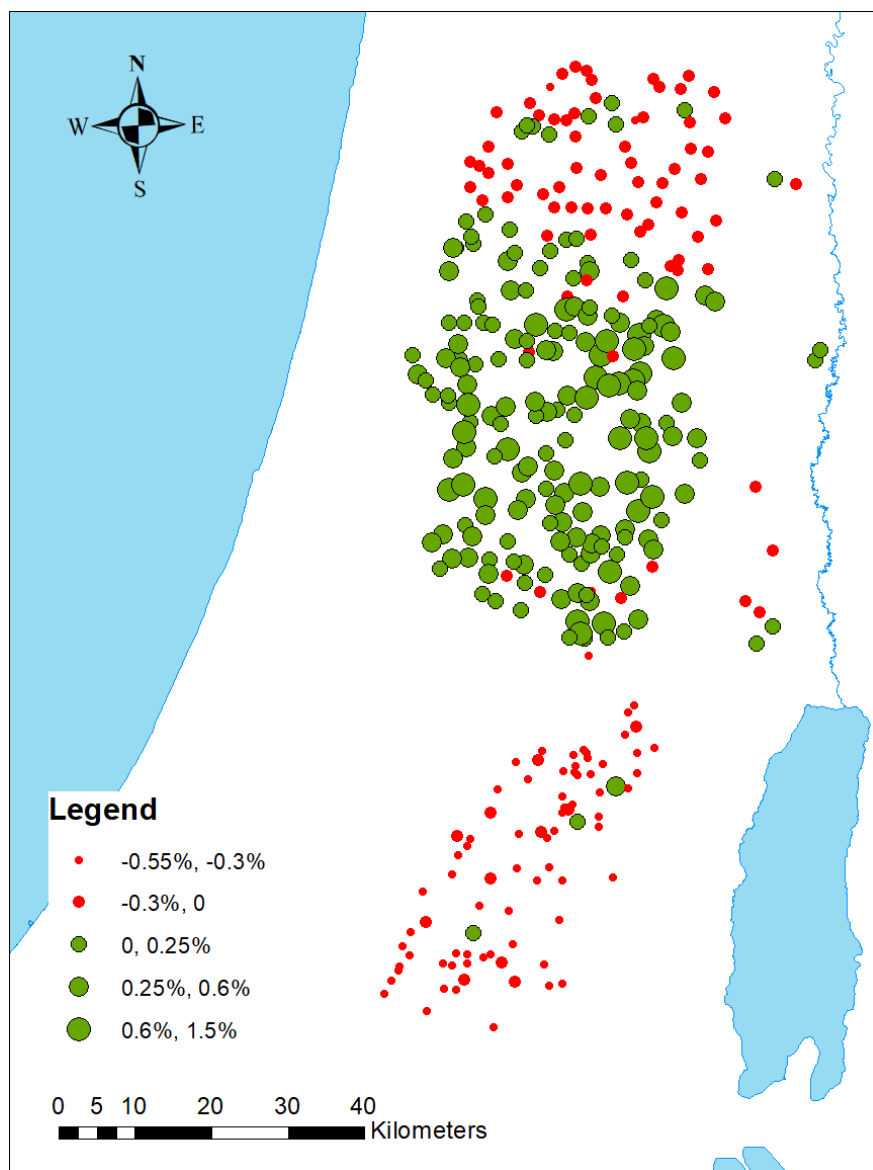 N
W E
S
Legend
-0.55%, -0.3%
-0.3%, 0
0, 0.25%
0.25%, 0.6%
0.6%, 1.5%
0 5 10 20 30 40
Kilometers